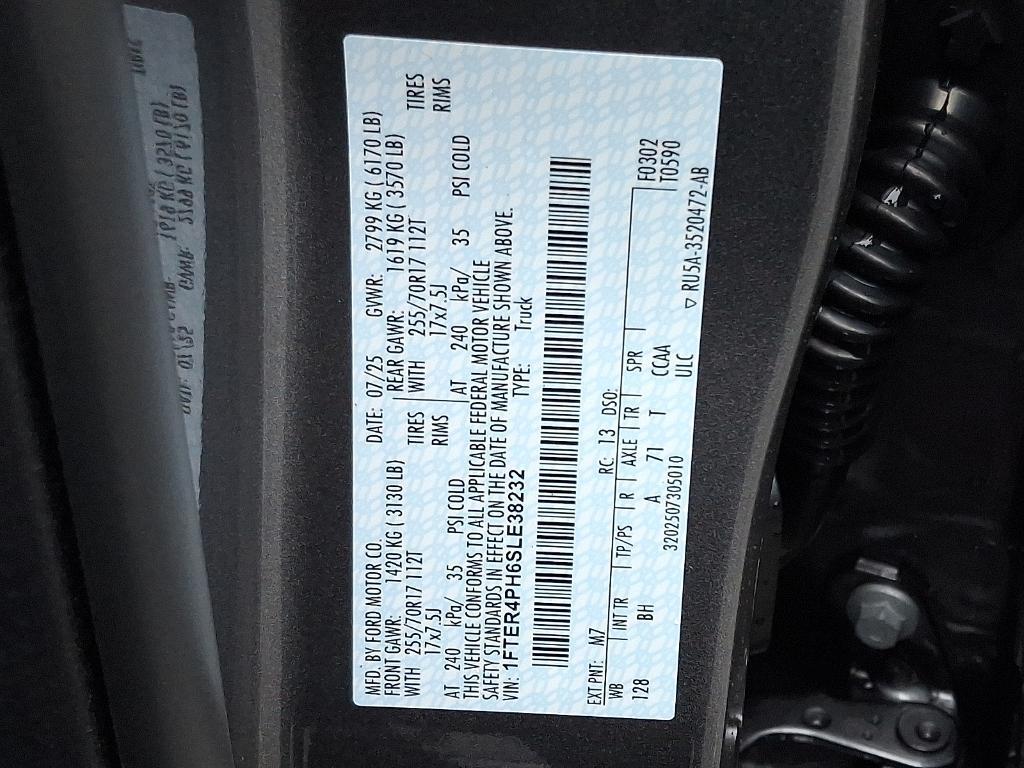 MFD. BY FORD MOTOR CO. DATE: 07/25 GVWR: 2799 KG ( 6170 LB)
FRONT GAWR: 1420 KG ( 3130 LB) REAR GAWR: 1619 KG ( 3570 LB)
WITH 255/70R17 112T TIRES WITH 255/70R17 112T TIRES
17x7.5J RIMS 17x7.5J RIMS
AT 240 kPa/ 35 PSI COLD AT 240 kPa/ 35 PSI COLD
THIS VEHICLE CONFORMS TO ALL APPLICABLE FEDERAL MOTOR VEHICLE
SAFETY STANDARDS IN EFFECT ON THE DATE OF MANUFACTURE SHOWN ABOVE.
VIN: 1FTER4PH6SLE38232 TYPE: Truck
EXT PNT: M7 RC: 13 DSO:
WB INT TR TP/PS R AXLE TR SPR F0302
128 BH A 71 T CCAA T0590
ULC
3202507305010 ▽ RU5A-3520472-AB